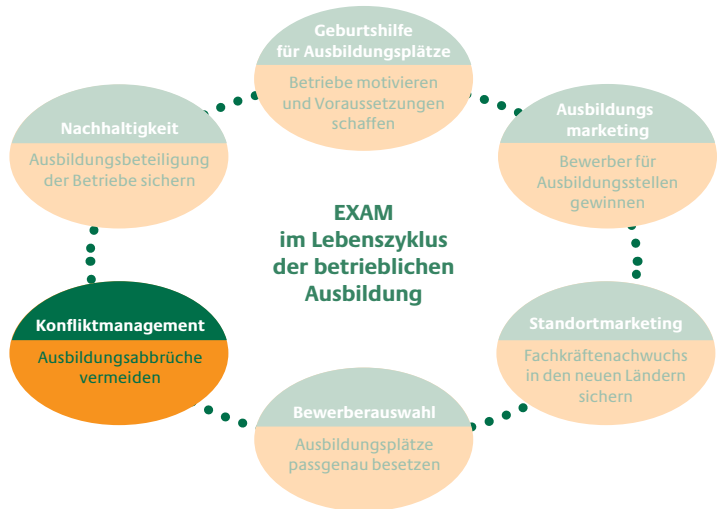 Geburtshilfe
für Ausbildungsplätze
Betriebe motivieren
und Voraussetzungen
schaffen
Ausbildungs
marketing
Bewerber für
Ausbildungsstellen
gewinnen
Nachhaltigkeit
Ausbildungsbeteiligung
der Betriebe sichern
EXAM
im Lebenszyklus
der betrieblichen
Ausbildung
Konfliktmanagement
Ausbildungsabbrüche
vermeiden
Standortmarketing
Fachkräftenachwuchs
in den neuen Ländern
sichern
Bewerberauswahl
Ausbildungsplätze
passgenau besetzen